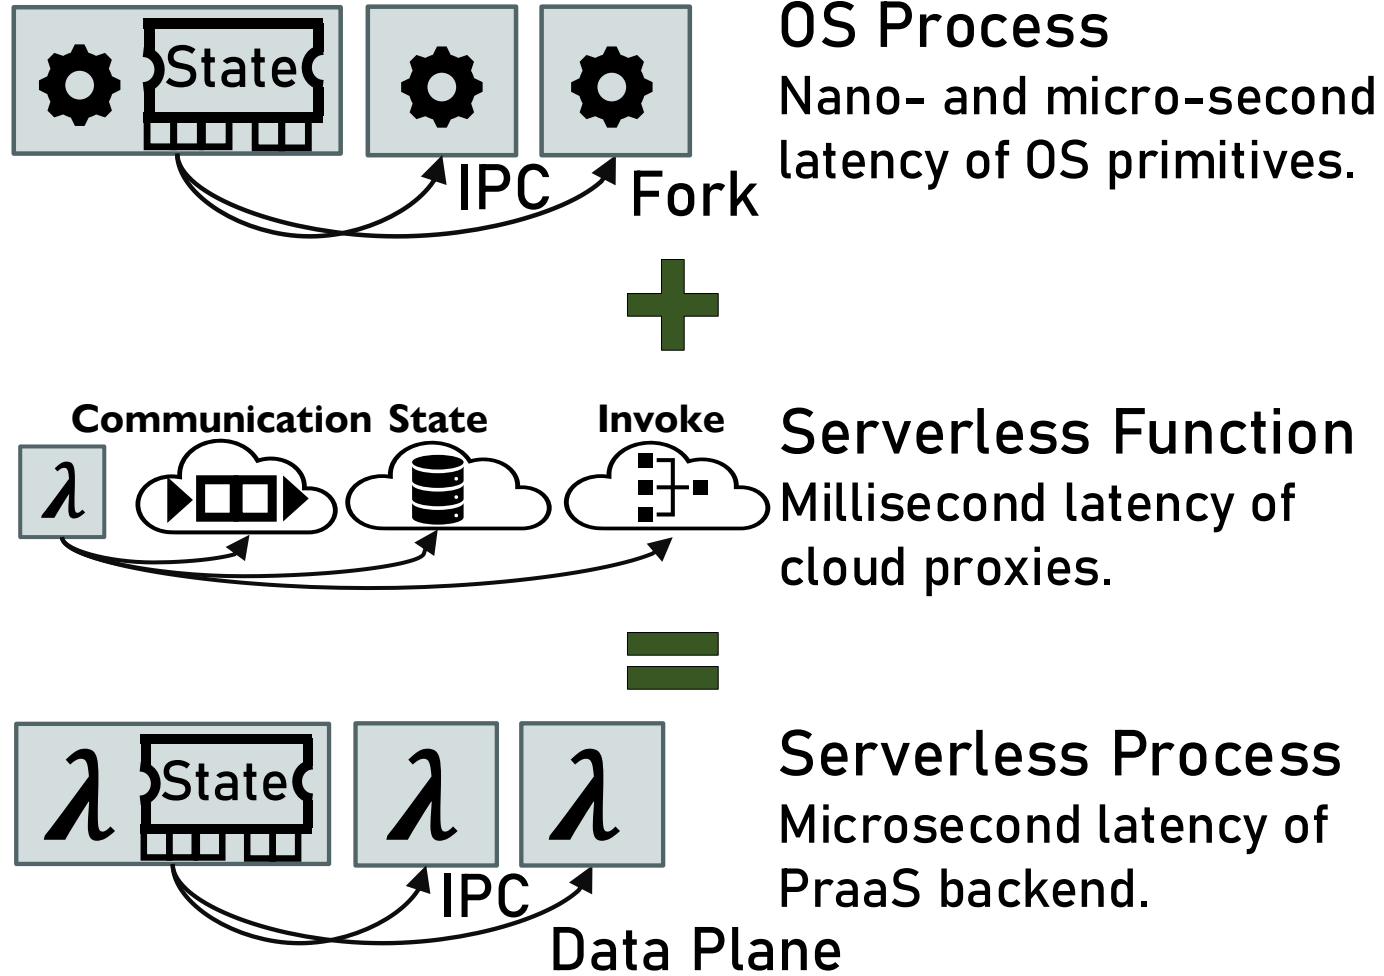 OS Process
State
Nano- and micro-second
latency of OS primitives.
IPC
Fork
Communication State Invoke
λ
Serverless Function
Millisecond latency of
cloud proxies.
λ State λ λ
Serverless Process
Microsecond latency of
PraaS backend.
IPC
Data Plane